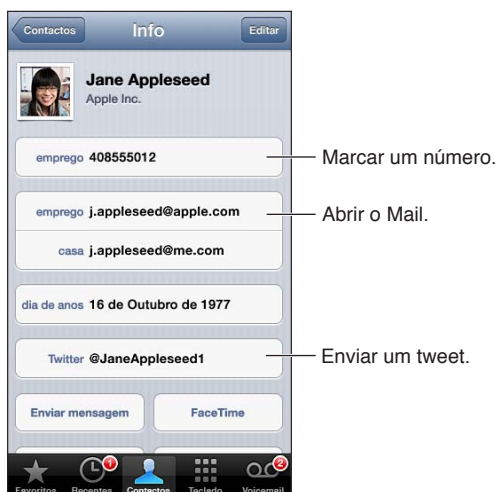 Contactos Info Editar
Jane Appleseed
Apple Inc.
emprego 408555012
Marcar um número.
emprego j.appleseed@apple.com
Abrir o Mail.
casa j.appleseed@me.com
dia de anos 16 de Outubro de 1977
Twitter @JaneAppleseed1
Enviar um tweet.
Enviar mensagem FaceTime
1 2
Favoritos Recentes Contactos Teclado Voicemail